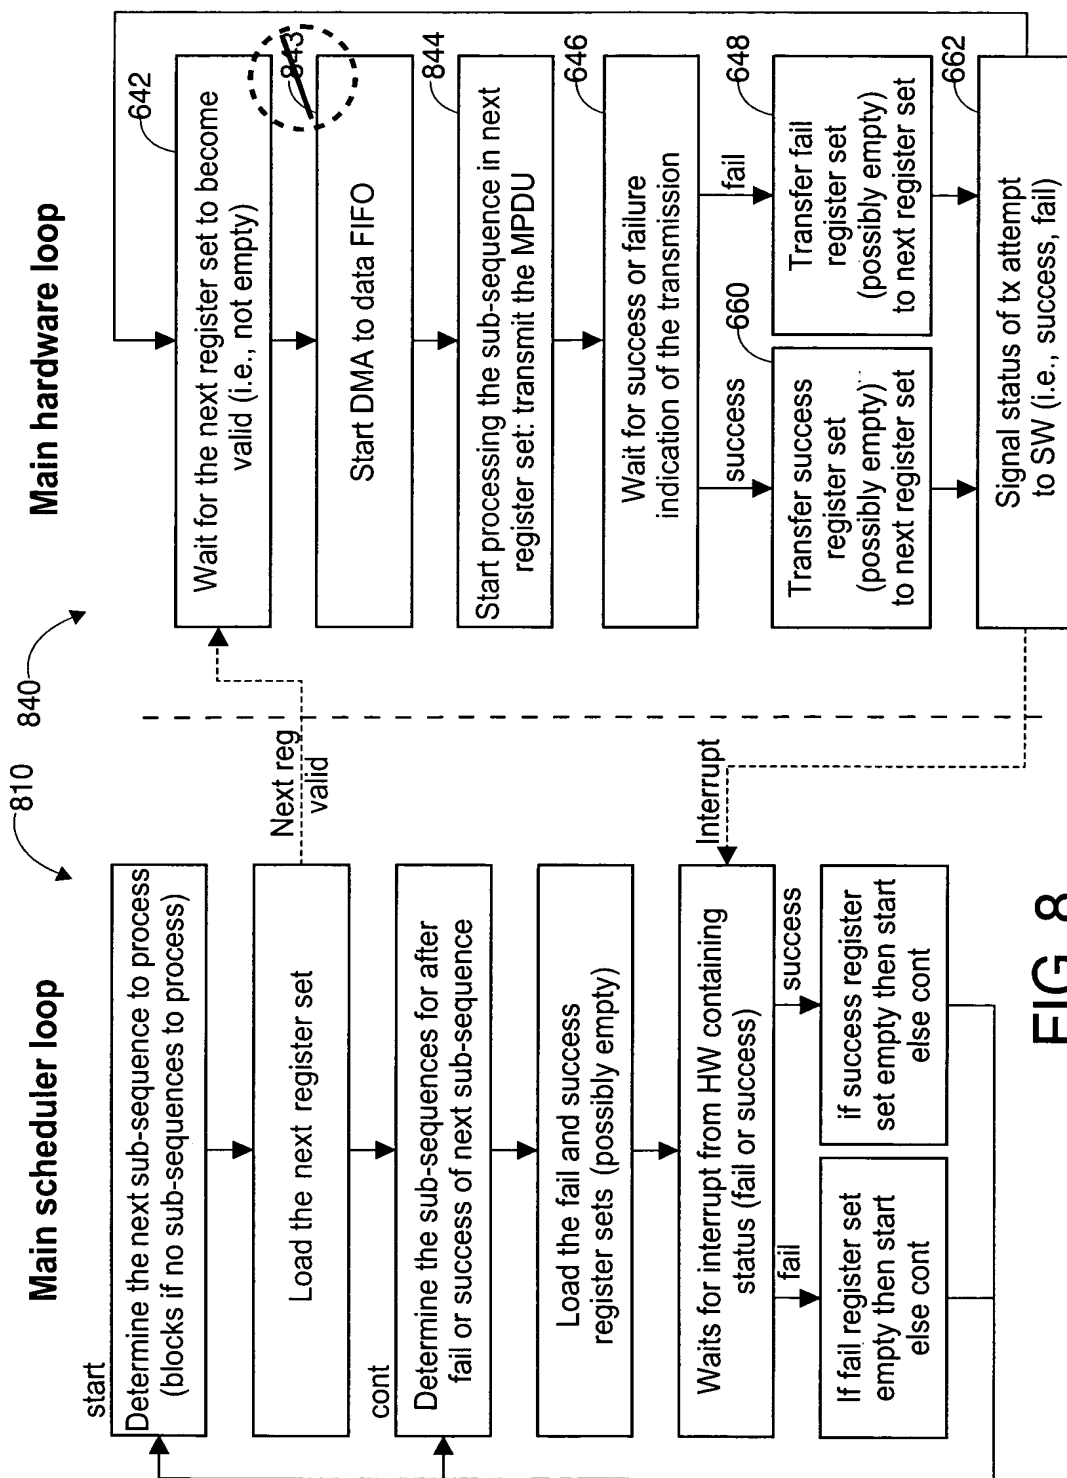 Main scheduler loop
810
start
Determine the next sub-sequence to process
(blocks if no sub-sequences to process)
Load the next register set
Next reg
valid
cont
Determine the sub-sequences for after
fail or success of next sub-sequence
Load the fail and success
register sets (possibly empty)
Waits for interrupt from HW containing
status (fail or success)
Interrupt
fail
success
If fail register set
empty then start
else cont
if success register
set empty then start
else cont
Main hardware loop
840
642
Wait for the next register set to become
valid (i.e., not empty)
843
Start DMA to data FIFO
844
Start processing the sub-sequence in next
register set: transmit the MPDU
646
Wait for success or failure
indication of the transmission
success
fail
660
Transfer success
register set
(possibly empty)
to next register set
648
Transfer fail
register set
(possibly empty)
to next register set
662
Signal status of tx attempt
to SW (i.e., success, fail)
FIG. 8